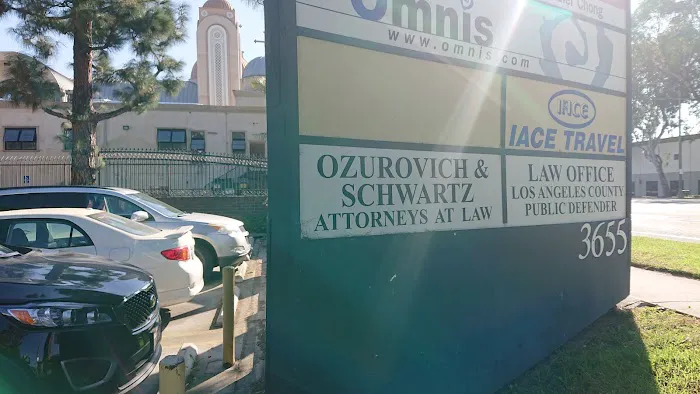 Chong
Omnis
www.omnis.com
IACE
IACE TRAVEL
OZUROVICH &
SCHWARTZ
ATTORNEYS AT LAW
LAW OFFICE
LOS ANGELES COUNTY
PUBLIC DEFENDER
3655